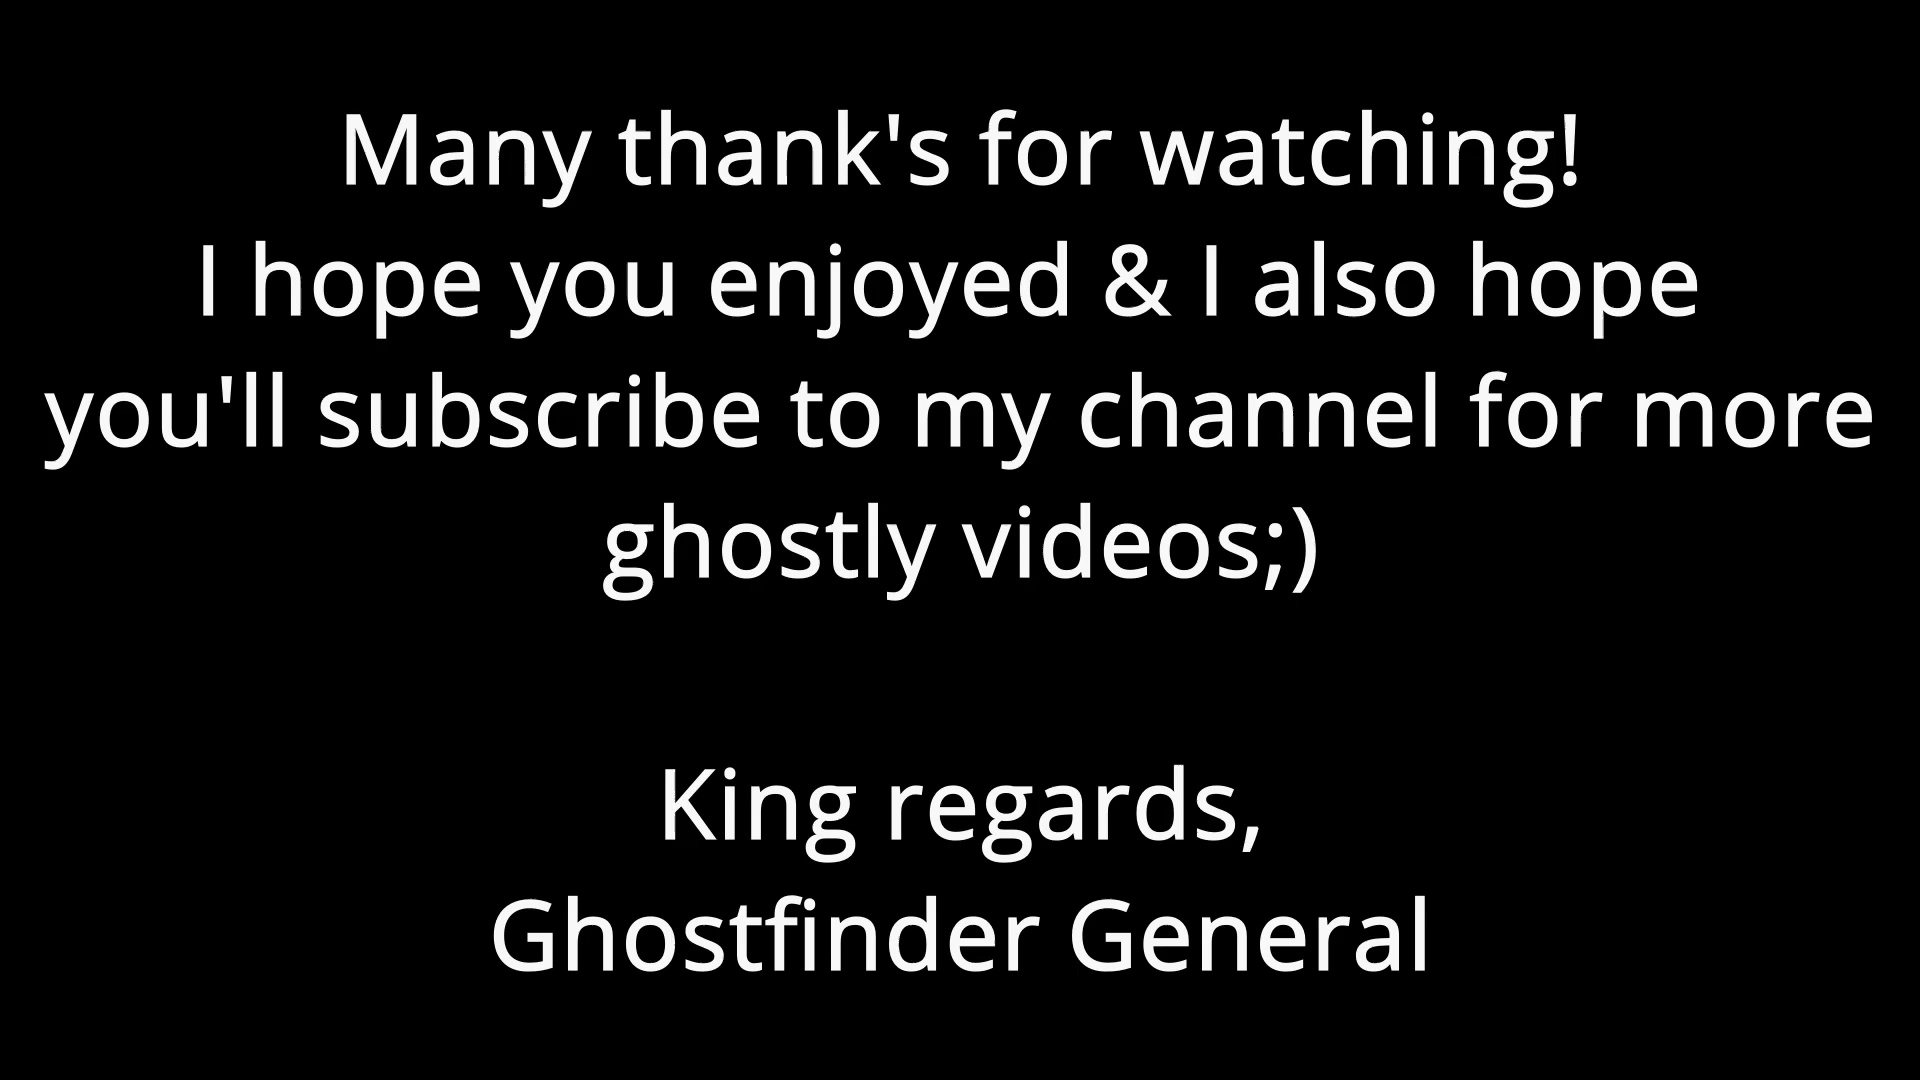 Many thank's for watching!
I hope you enjoyed & I also hope
you'll subscribe to my channel for more
ghostly videos;)
King regards,
Ghostfinder General